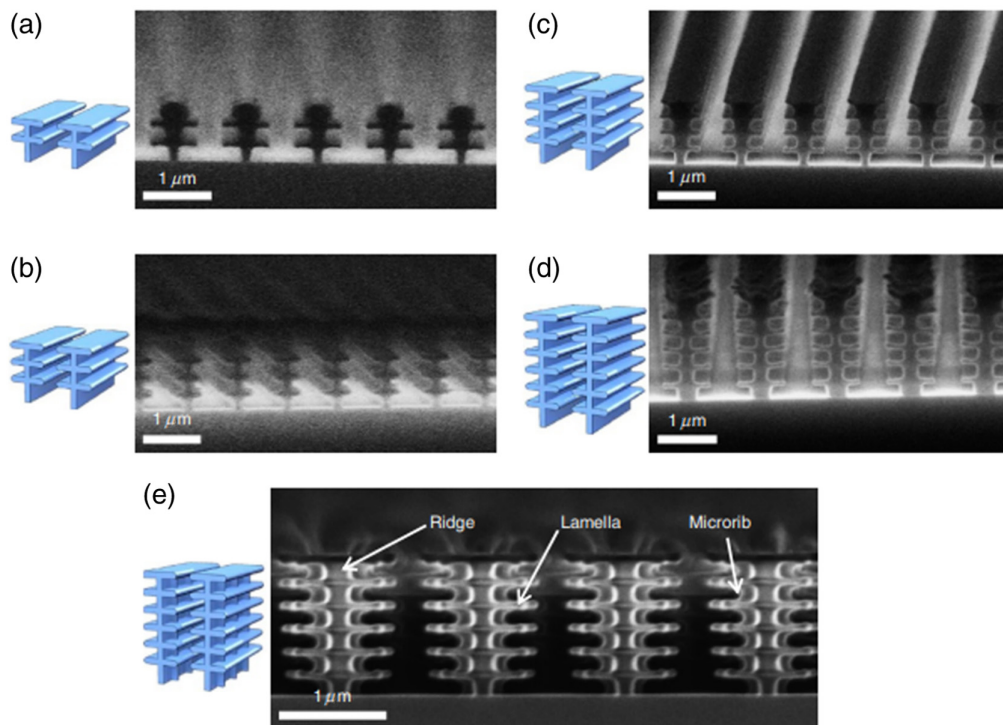 (a)
1 μm
(c)
1 μm
(b)
1 μm
(d)
1 μm
(e)
Ridge
Lamella
Microrib
1 μm